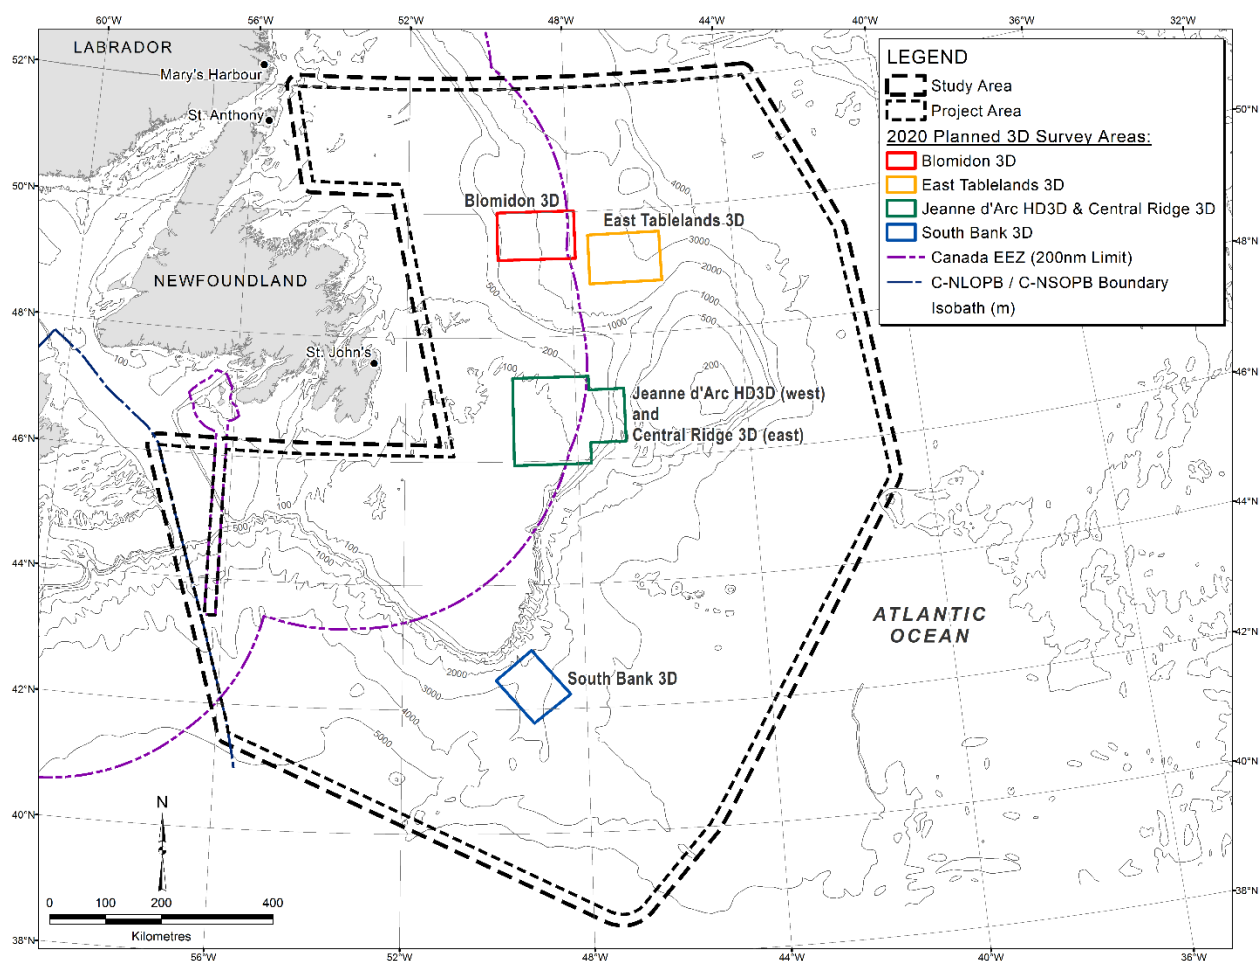 60°W 56°W 52°W 48°W 44°W 40°W 32°W
52°N
50°N
48°N
46°N
44°N
42°N
40°N
38°N
LABRADOR
Mary's Harbour
St. Anthony
NEWFOUNDLAND
St. John's
Blomidon 3D
East Tablelands 3D
Jeanne d'Arc HD3D (west)
and
Central Ridge 3D (east)
South Bank 3D
ATLANTIC
OCEAN
4000
3000
2000
1000
500
200
1000
200
100
100
500
100
500
1000
2000
3000
4000
5000
LEGEND
Study Area
Project Area
2020 Planned 3D Survey Areas:
Blomidon 3D
East Tablelands 3D
Jeanne d'Arc HD3D & Central Ridge 3D
South Bank 3D
Canada EEZ (200nm Limit)
C-NLOPB / C-NSOPB Boundary
Isobath (m)
50°N
48°N
46°N
44°N
42°N
40°N
38°N
N
0 100 200 400
Kilometres
56°W 52°W 48°W 44°W 40°W 36°W